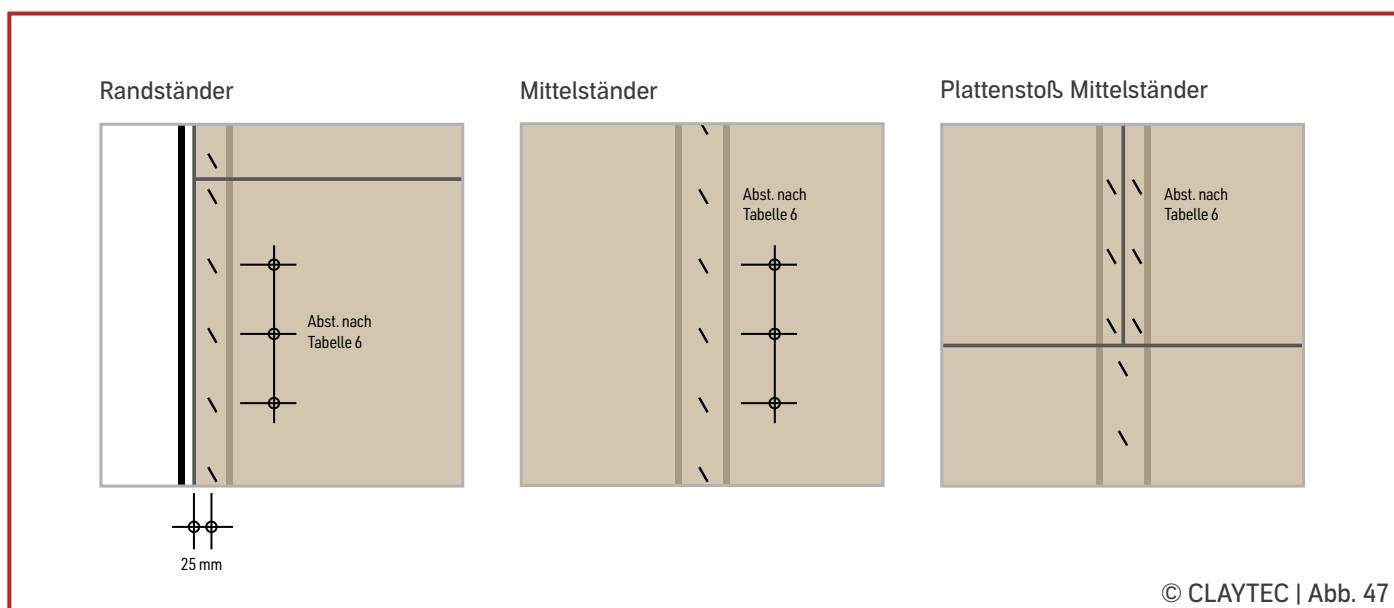 Randständer
Mittelständer
Plattenstoß Mittelständer
Abst. nach
Tabelle 6
Abst. nach
Tabelle 6
Abst. nach
Tabelle 6
25 mm
© CLAYTEC | Abb. 47